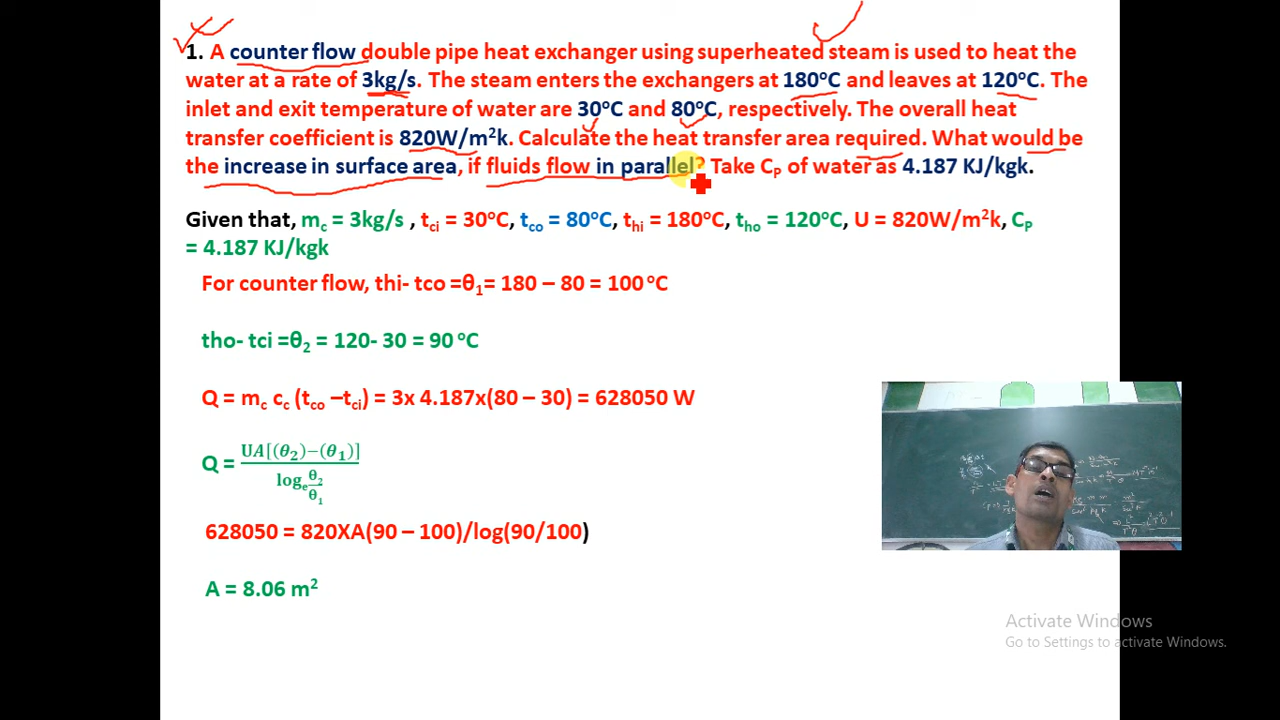 1. A counter flow double pipe heat exchanger using superheated steam is used to heat the
water at a rate of 3kg/s. The steam enters the exchangers at 180°C and leaves at 120°C. The
inlet and exit temperature of water are 30°C and 80°C, respectively. The overall heat
transfer coefficient is 820W/m²k. Calculate the heat transfer area required. What would be
the increase in surface area, if fluids flow in parallel? Take Cₚ of water as 4.187 KJ/kgk.
Given that, mc = 3kg/s , tci = 30°C, tco = 80°C, thi = 180°C, tho = 120°C, U = 820W/m²k, CP
= 4.187 KJ/kgk
For counter flow, thi- tco =θ₁= 180 – 80 = 100 °C
tho- tci =θ₂ = 120- 30 = 90 °C
Q = mc cc (tco –tci) = 3x 4.187x(80 – 30) = 628050 W
Q = UA[(θ₂)−(θ₁)] / logₑ θ₂/θ₁
628050 = 820XA(90 – 100)/log(90/100)
A = 8.06 m²
Activate Windows
Go to Settings to activate Windows.